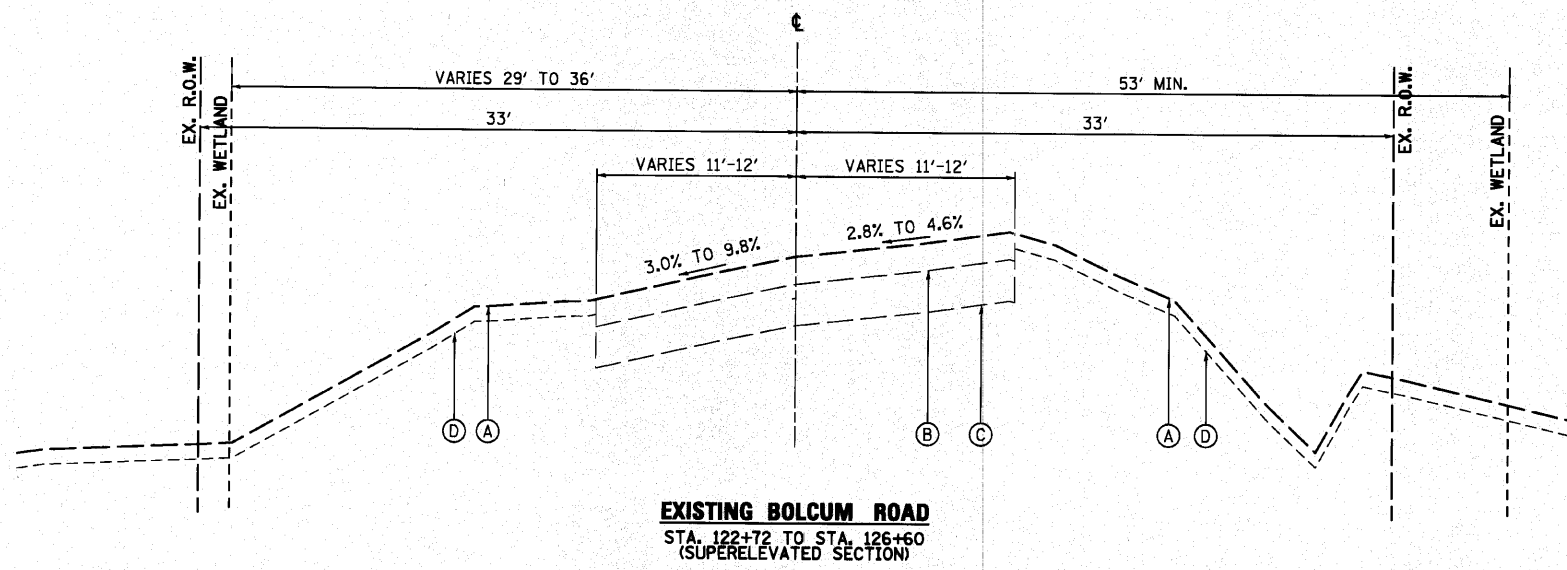 ℄
EX. R.O.W.
EX. WETLAND
VARIES 29' TO 36'
53' MIN.
EX. R.O.W.
EX. WETLAND
33'
33'
VARIES 11'-12'
VARIES 11'-12'
3.0% TO 9.8%
2.8% TO 4.6%
D A B C A D
EXISTING BOLCUM ROAD
STA. 122+72 TO STA. 126+60
(SUPERELEVATED SECTION)